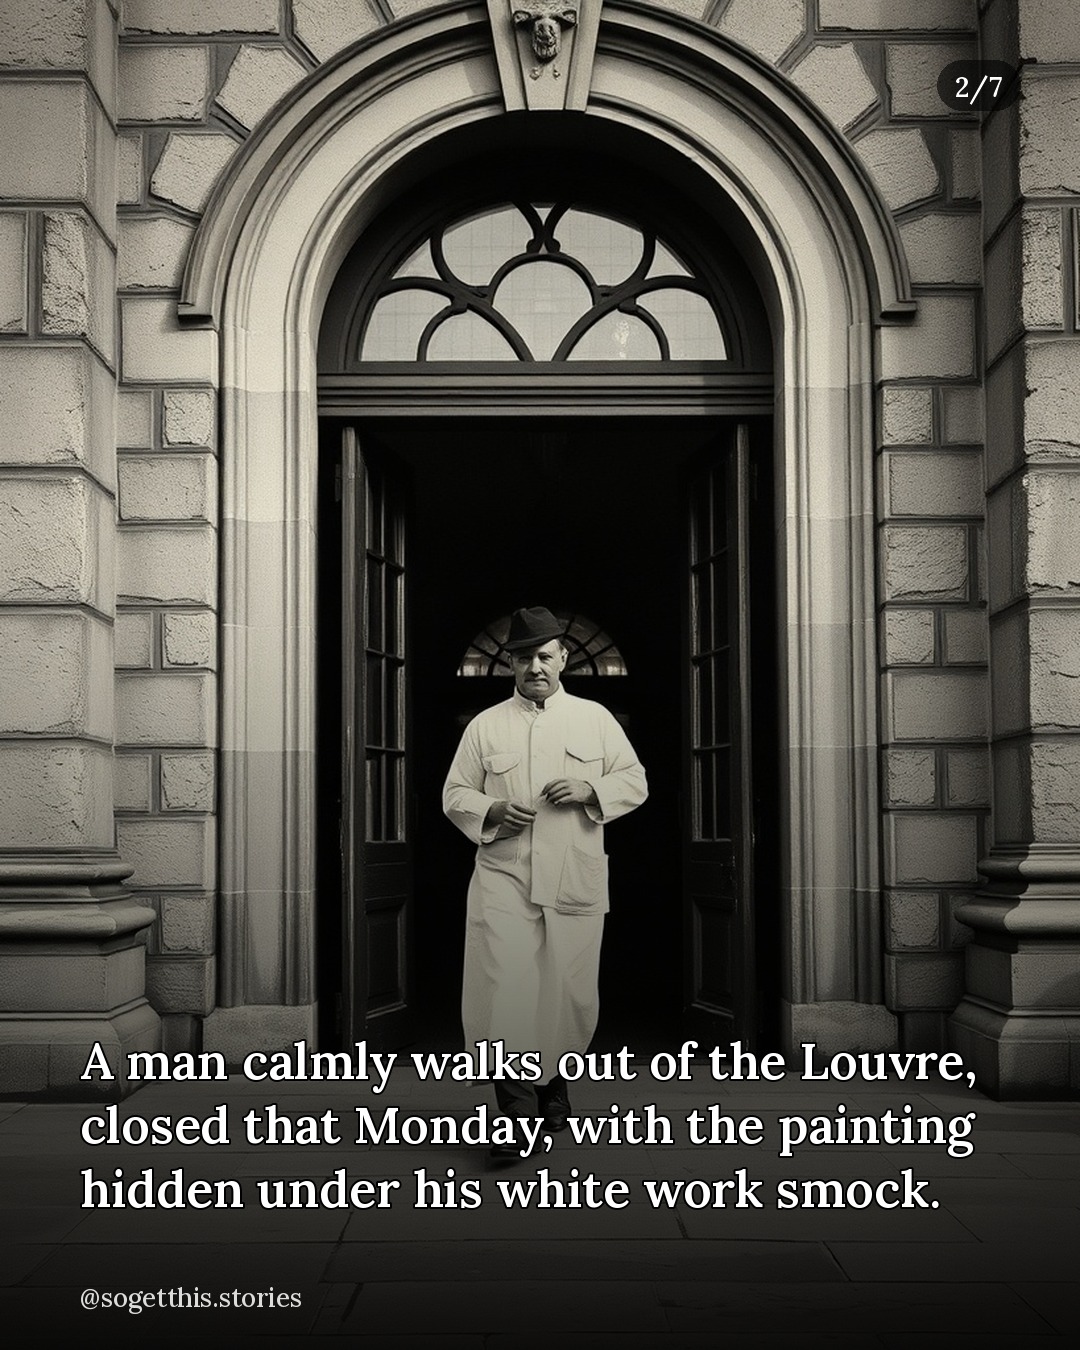 2/7
A man calmly walks out of the Louvre,
closed that Monday, with the painting
hidden under his white work smock.
@sogetthis.stories